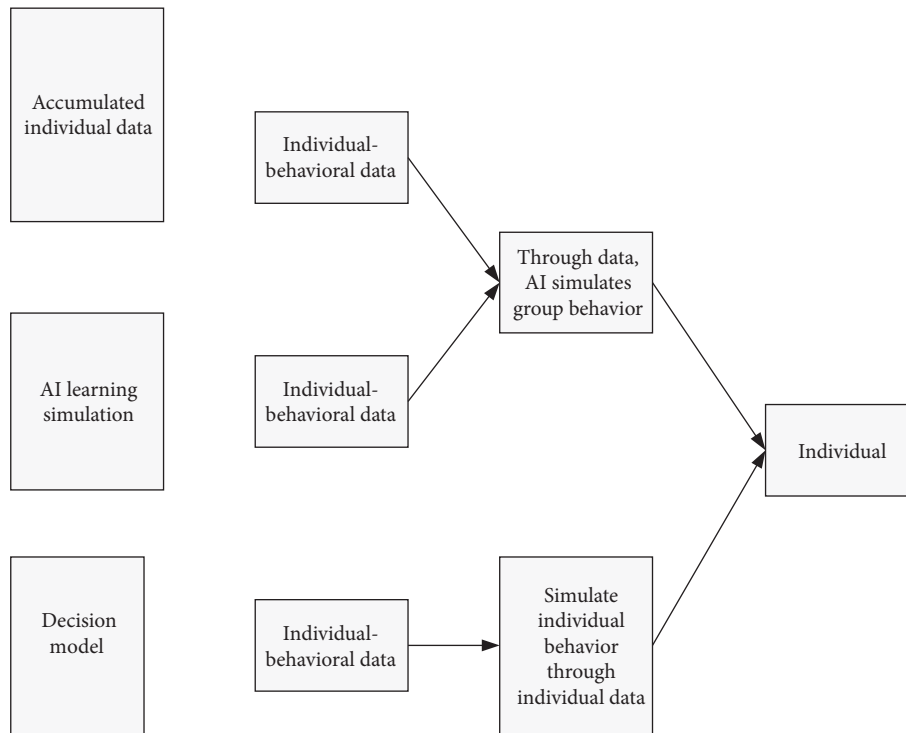 Accumulated
individual data
Individual-
behavioral data
Through data,
AI simulates
group behavior
AI learning
simulation
Individual-
behavioral data
Individual
Decision
model
Individual-
behavioral data
Simulate
individual
behavior
through
individual data